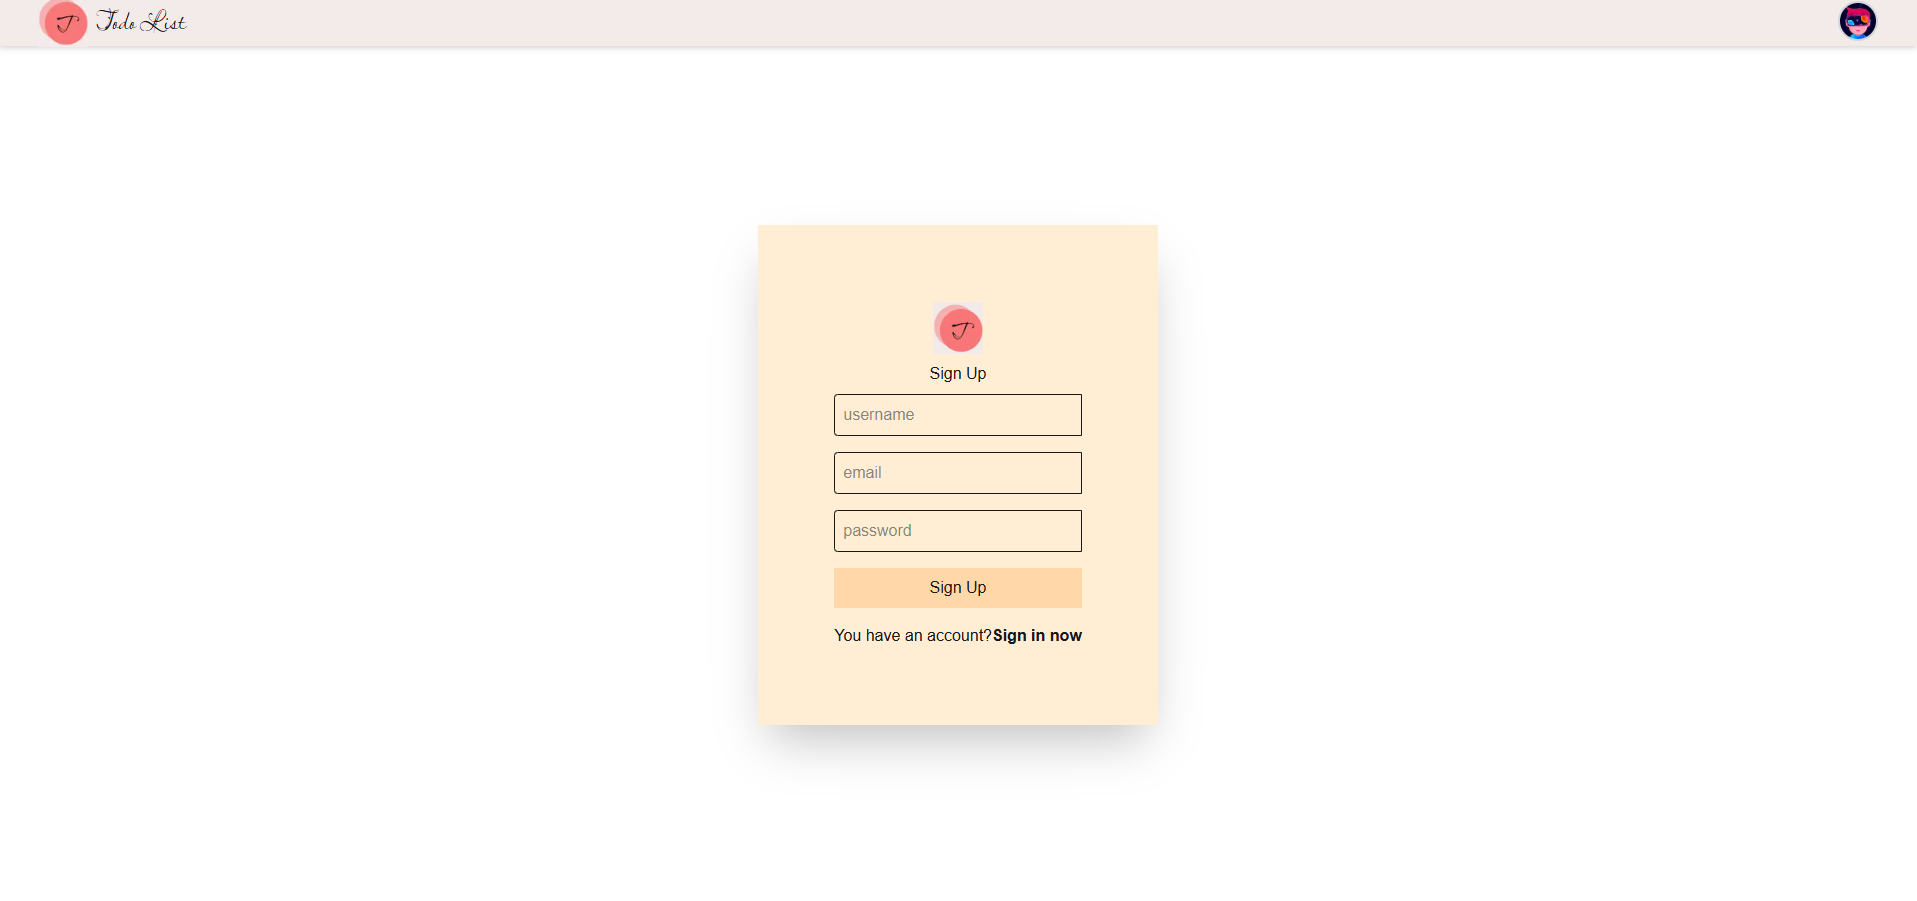 J Todo List
J
Sign Up
username
email
password
Sign Up
You have an account?Sign in now